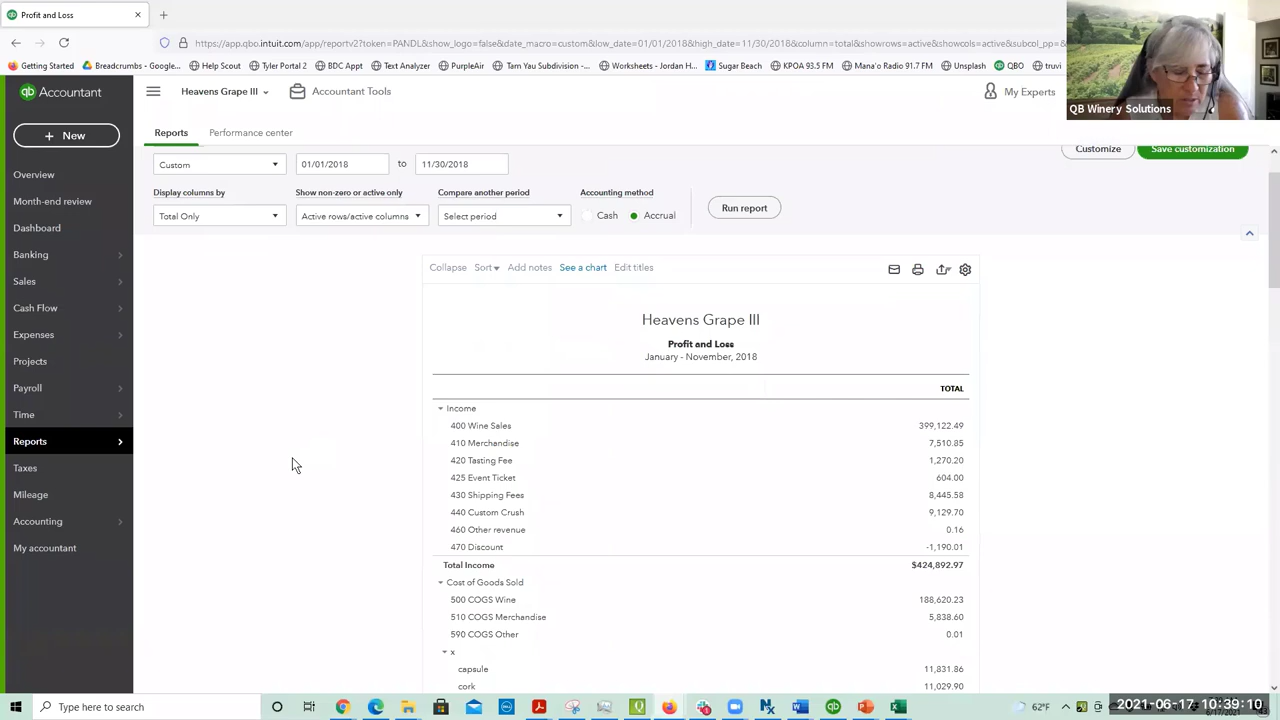 Profit and Loss
https://app.qbo.intuit.com/app/reportv2?token=PANDL&show_logo=false&date_macro=custom&low_date=01/01/2018&high_date=11/30/2018&column=total&showrows=active&showcols=active&subcol_pp=&
Getting Started Breadcrumbs - Google... Help Scout Tyler Portal 2 BDC Appt Text Analyzer PurpleAir Tam Yau Subdivision -... Worksheets - Jordan H... Sugar Beach KPOA 93.5 FM Mana'o Radio 91.7 FM Unsplash QBO truvi
QB Winery Solutions
qb Accountant
Heavens Grape III
Accountant Tools
My Experts
+ New
Reports Performance center
Customize Save customization
Custom 01/01/2018 to 11/30/2018
Display columns by Show non-zero or active only Compare another period Accounting method
Total Only Active rows/active columns Select period Cash Accrual Run report
Overview
Month-end review
Dashboard
Banking
Sales
Cash Flow
Expenses
Projects
Payroll
Time
Reports
Taxes
Mileage
Accounting
My accountant
Collapse Sort Add notes See a chart Edit titles
Heavens Grape III
Profit and Loss
January - November, 2018
TOTAL
Income
400 Wine Sales 399,122.49
410 Merchandise 7,510.85
420 Tasting Fee 1,270.20
425 Event Ticket 604.00
430 Shipping Fees 8,445.58
440 Custom Crush 9,129.70
460 Other revenue 0.16
470 Discount -1,190.01
Total Income $424,892.97
Cost of Goods Sold
500 COGS Wine 188,620.23
510 COGS Merchandise 5,838.60
590 COGS Other 0.01
x
capsule 11,831.86
cork 11,029.90
Type here to search
62°F
2021-06-17 10:39:10